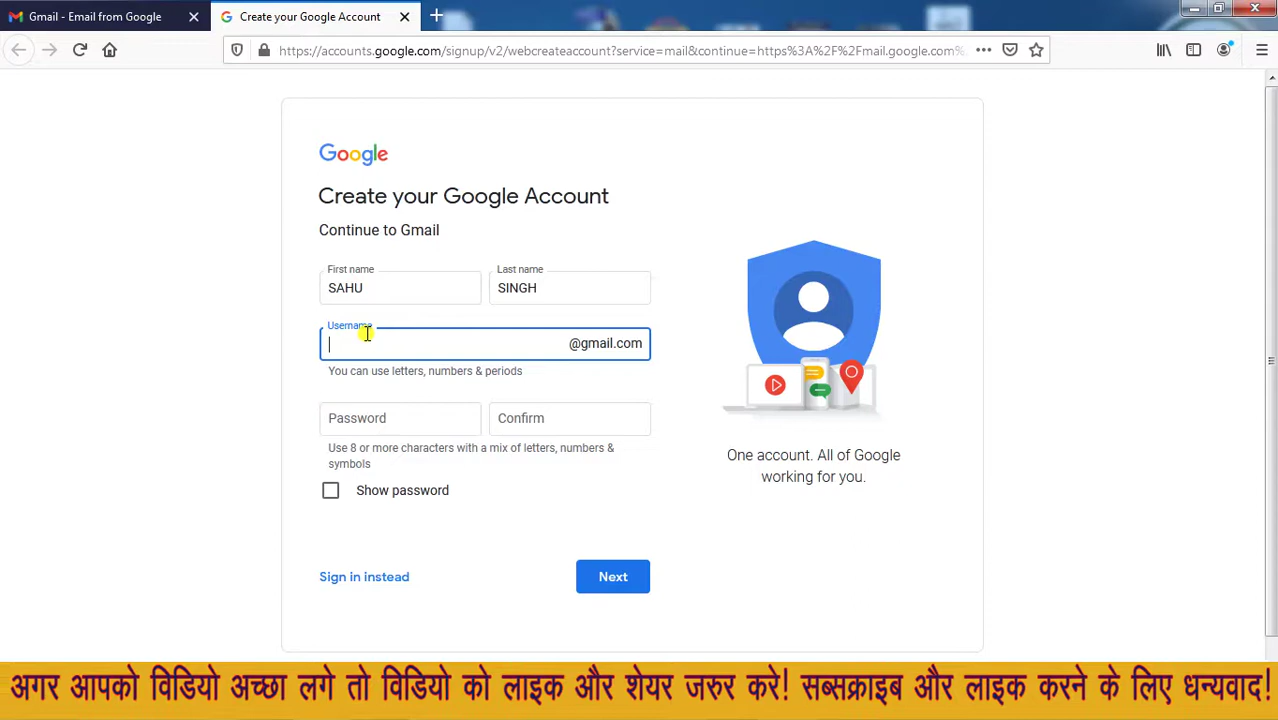 Gmail - Email from Google
Create your Google Account
https://accounts.google.com/signup/v2/webcreateaccount?service=mail&continue=https%3A%2F%2Fmail.google.com%
Google
Create your Google Account
Continue to Gmail
First name
Last name
SAHU
SINGH
Username
@gmail.com
You can use letters, numbers & periods
Password
Confirm
Use 8 or more characters with a mix of letters, numbers &
symbols
Show password
One account. All of Google
working for you.
Sign in instead
Next
अगर आपको विडियो अच्छा लगे तो विडियो को लाइक और शेयर जरुर करे! सब्सक्राइब और लाइक करने के लिए धन्यवाद!